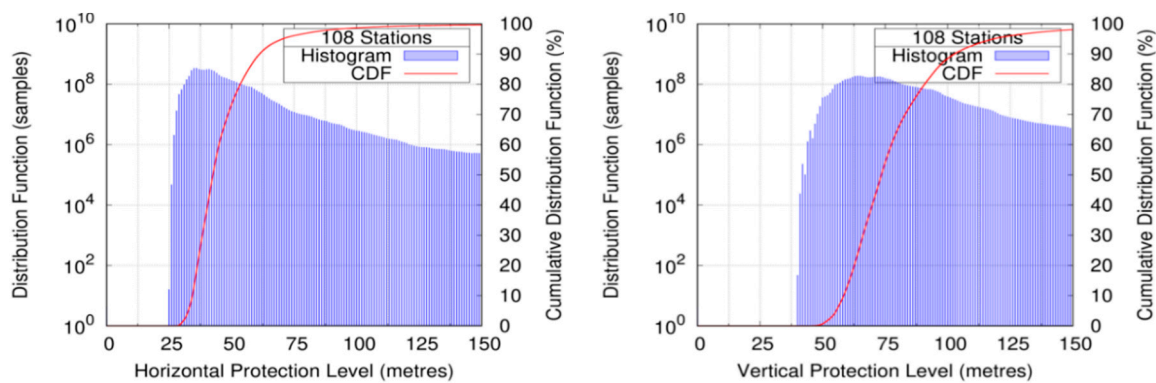 10^10
10^8
10^6
10^4
10^2
10^0
Distribution Function (samples)
108 Stations
Histogram
CDF
100
90
80
70
60
50
40
30
20
10
0
Cumulative Distribution Function (%)
0 25 50 75 100 125 150
Horizontal Protection Level (metres)
10^10
10^8
10^6
10^4
10^2
10^0
Distribution Function (samples)
108 Stations
Histogram
CDF
100
90
80
70
60
50
40
30
20
10
0
Cumulative Distribution Function (%)
0 25 50 75 100 125 150
Vertical Protection Level (metres)